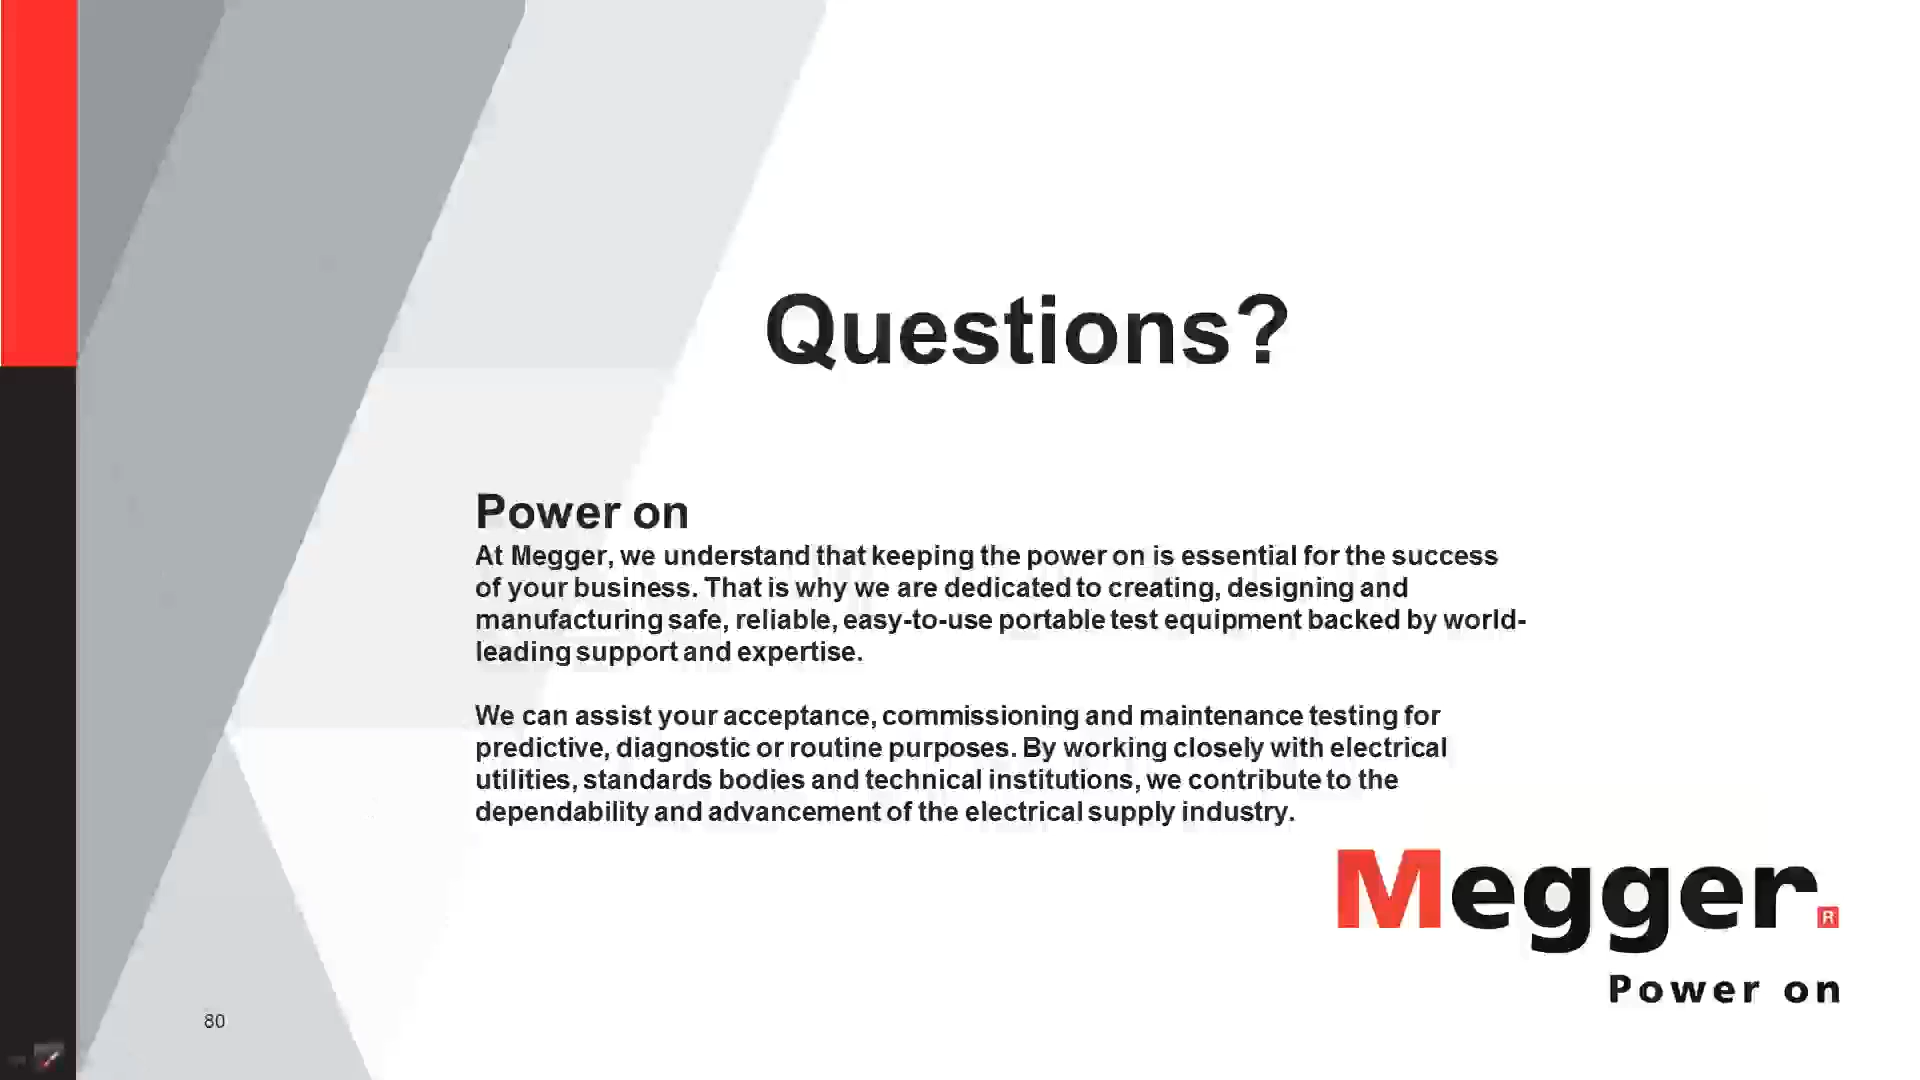 Questions?
Power on
At Megger, we understand that keeping the power on is essential for the success
of your business. That is why we are dedicated to creating, designing and
manufacturing safe, reliable, easy-to-use portable test equipment backed by world-
leading support and expertise.
We can assist your acceptance, commissioning and maintenance testing for
predictive, diagnostic or routine purposes. By working closely with electrical
utilities, standards bodies and technical institutions, we contribute to the
dependability and advancement of the electrical supply industry.
Megger.®
Power on
80